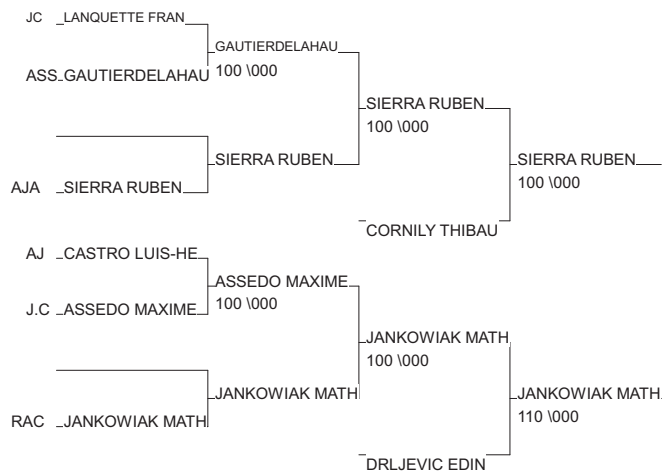 JC LANQUETTE FRAN
GAUTIERDELAHAU
100 \000
ASS GAUTIERDELAHAU
SIERRA RUBEN
100 \000
SIERRA RUBEN
SIERRA RUBEN
100 \000
AJA SIERRA RUBEN
CORNILY THIBAU
AJ CASTRO LUIS-HE
ASSEDO MAXIME
100 \000
J.C ASSEDO MAXIME
JANKOWIAK MATH
100 \000
JANKOWIAK MATH
JANKOWIAK MATH
110 \000
RAC JANKOWIAK MATH
DRLJEVIC EDIN